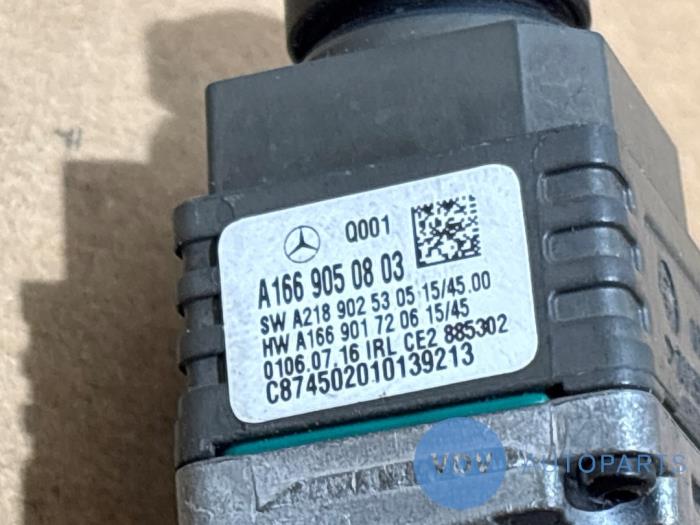 Q001
A166 905 08 03
SW A218 902 53 05 15/45.00
HW A166 901 72 06 15/45
0106.07.16 IRL CE2 885302
C874502010139213
VOV AUTOPARTS